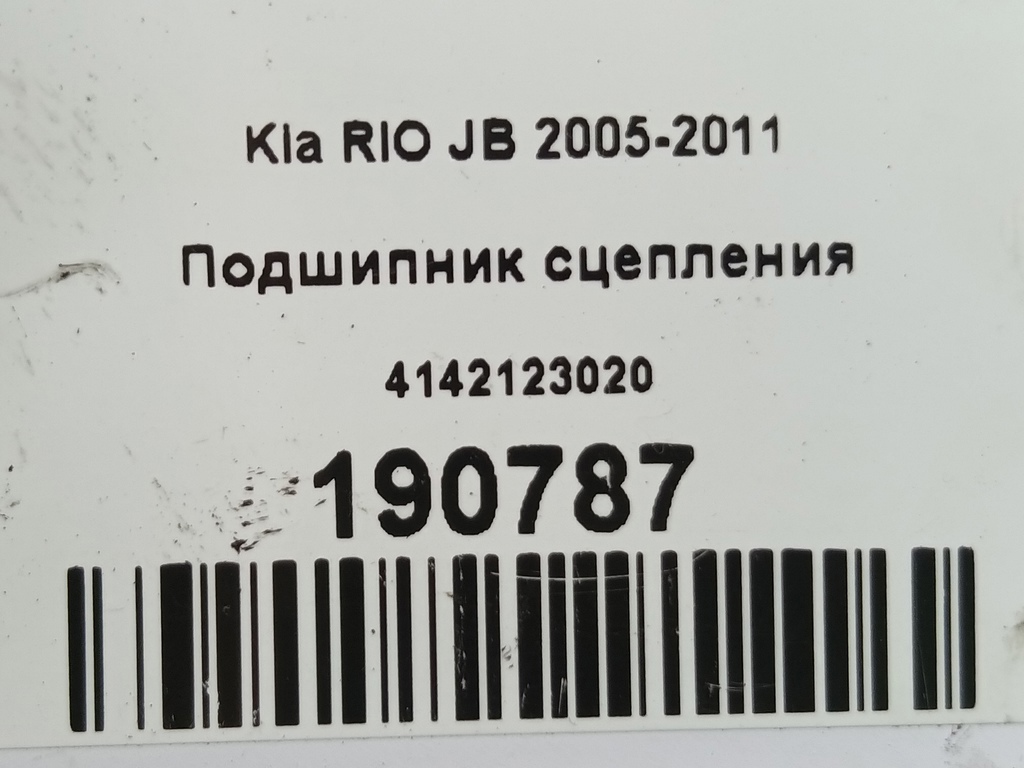 Kia RIO JB 2005-2011
Подшипник сцепления
4142123020
190787